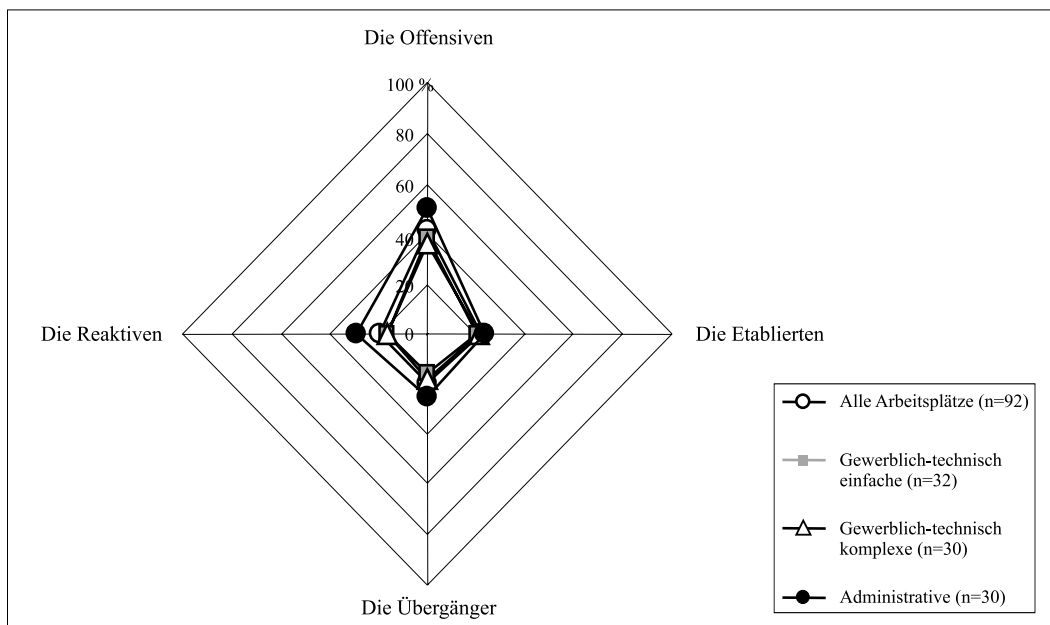 Die Offensiven
100 %
80
60
40
20
0
Die Reaktiven
Die Etablierten
Die Übergänger
Alle Arbeitsplätze (n=92)
Gewerblich-technisch
einfache (n=32)
Gewerblich-technisch
komplexe (n=30)
Administrative (n=30)